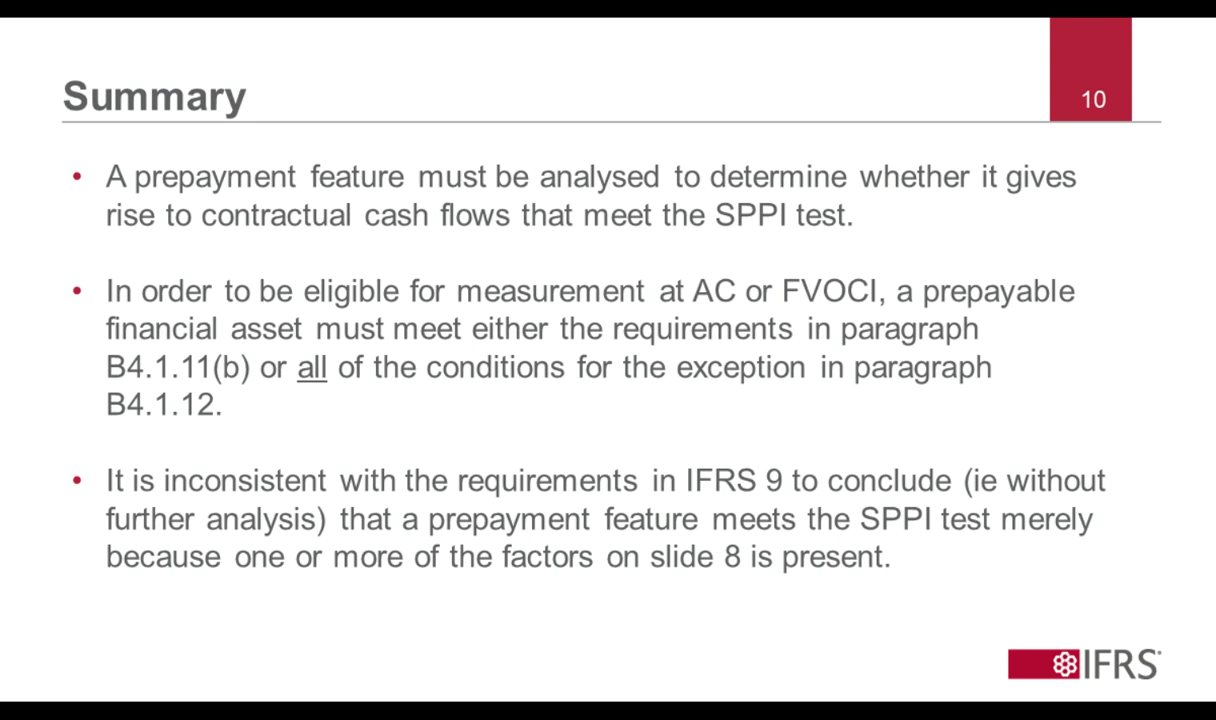 Summary
10
• A prepayment feature must be analysed to determine whether it gives
rise to contractual cash flows that meet the SPPI test.
• In order to be eligible for measurement at AC or FVOCI, a prepayable
financial asset must meet either the requirements in paragraph
B4.1.11(b) or all of the conditions for the exception in paragraph
B4.1.12.
• It is inconsistent with the requirements in IFRS 9 to conclude (ie without
further analysis) that a prepayment feature meets the SPPI test merely
because one or more of the factors on slide 8 is present.
IFRS